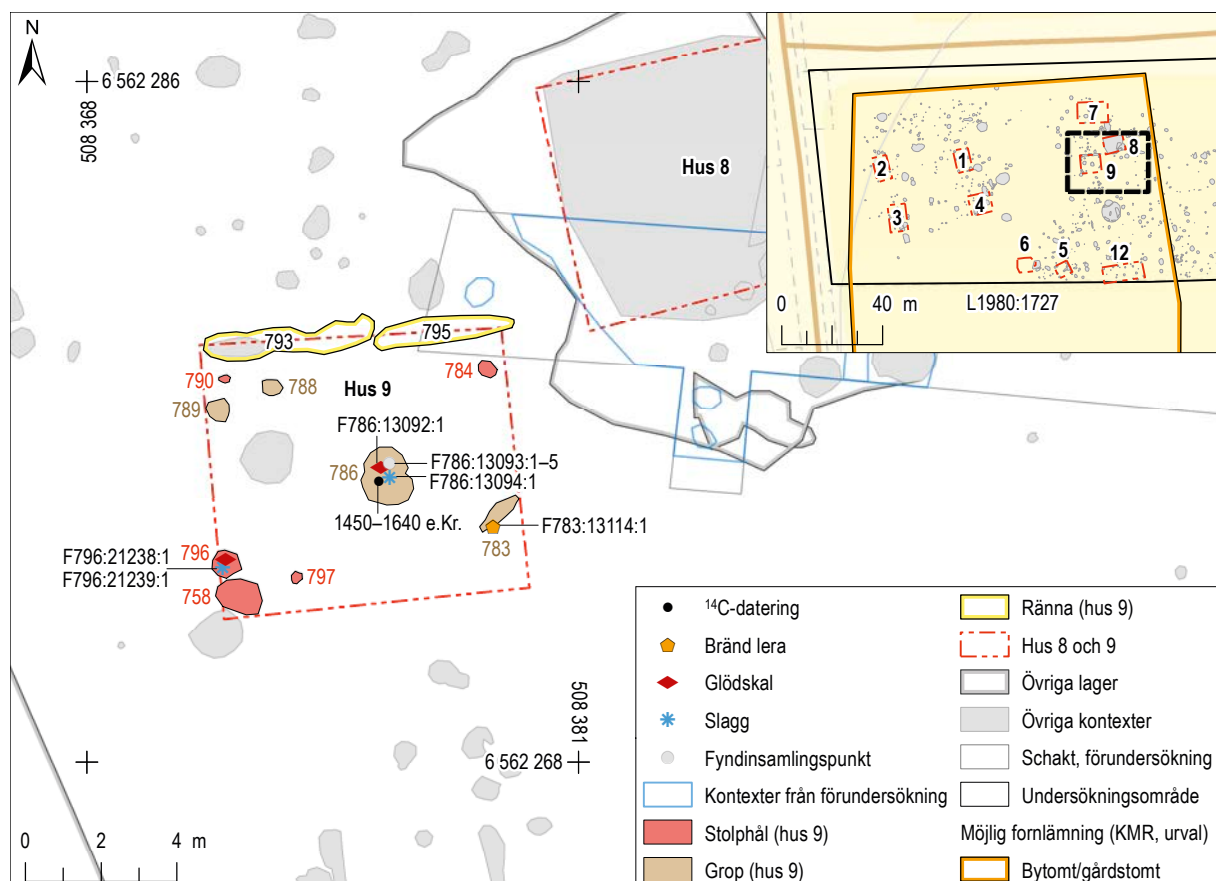 N
6 562 286
508 368
Hus 8
7
8
9
2
1
3
4
6
5
12
0
40 m
L1980:1727
793
795
790
788
Hus 9
784
789
F786:13092:1
786
F786:13093:1–5
F786:13094:1
1450–1640 e.Kr.
F783:13114:1
783
F796:21238:1
796
F796:21239:1
797
758
508 381
6 562 268
0
2
4 m
¹⁴C-datering
Bränd lera
Glödskal
Slagg
Fyndinsamlingspunkt
Kontexter från förundersökning
Stolphål (hus 9)
Grop (hus 9)
Ränna (hus 9)
Hus 8 och 9
Övriga lager
Övriga kontexter
Schakt, förundersökning
Undersökningsområde
Möjlig fornlämning (KMR, urval)
Bytomt/gårdstomt